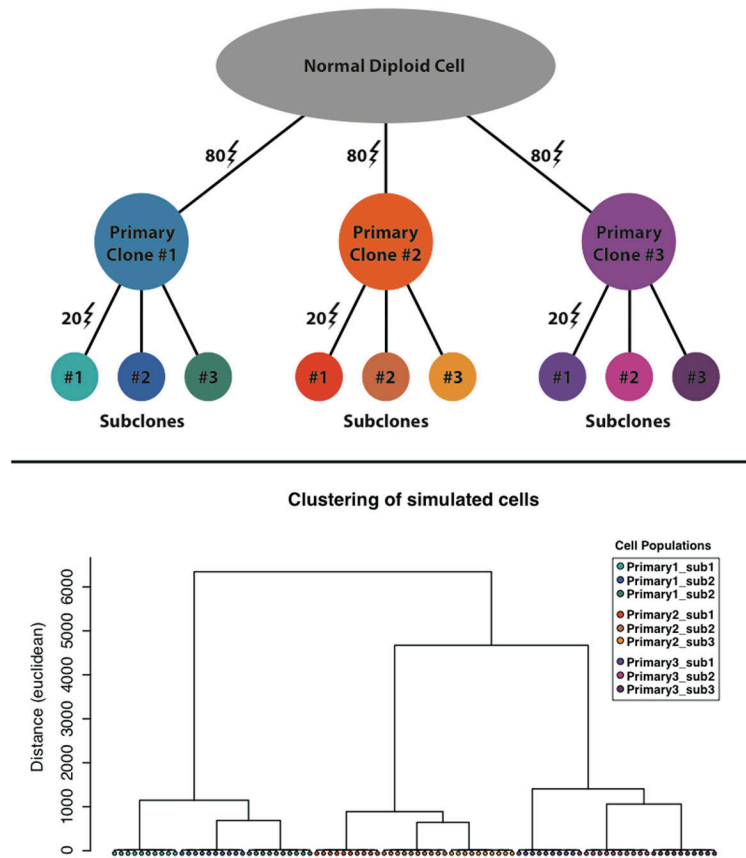 Normal Diploid Cell
80 80 80
Primary Primary Primary
Clone #1 Clone #2 Clone #3
20 20 20
#1 #2 #3 #1 #2 #3 #1 #2 #3
Subclones Subclones Subclones
Clustering of simulated cells
Cell Populations
Primary1_sub1
Primary1_sub2
Primary1_sub2
Primary2_sub1
Primary2_sub2
Primary2_sub3
Primary3_sub1
Primary3_sub2
Primary3_sub3
Distance (euclidean)
6000
5000
4000
3000
2000
1000
0